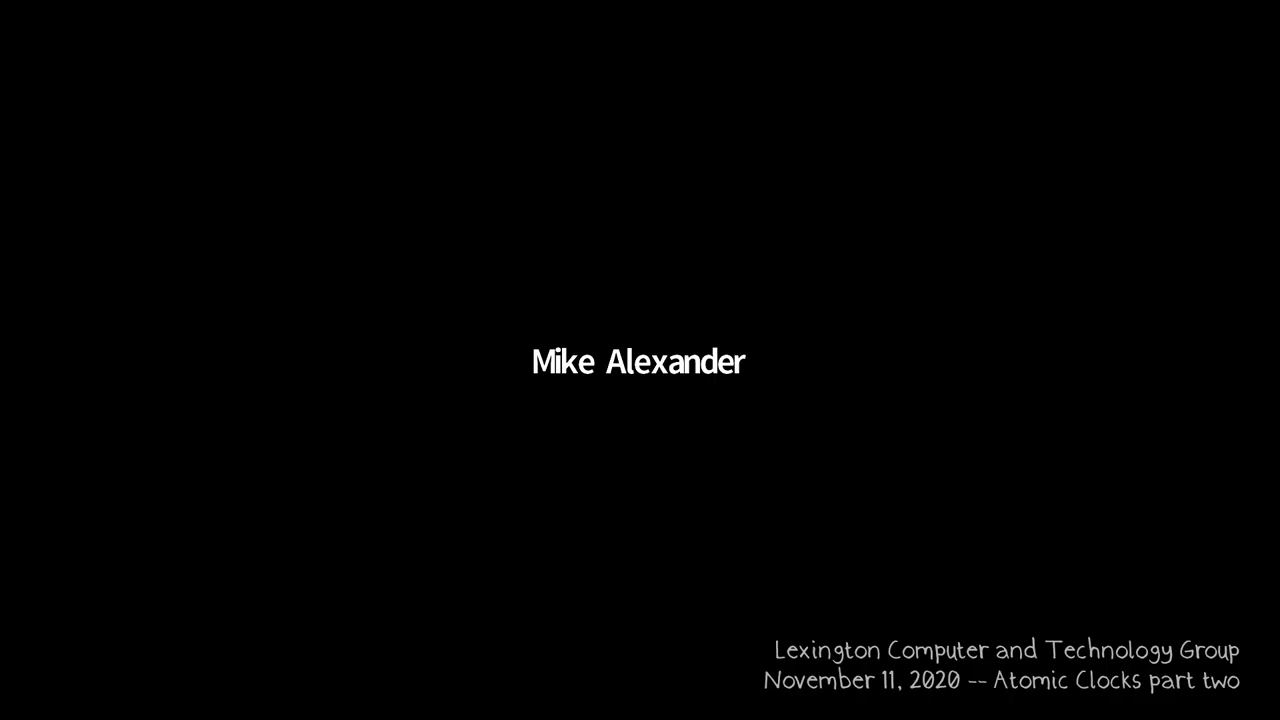 Mike Alexander
Lexington Computer and Technology Group
November 11, 2020 -- Atomic Clocks part two